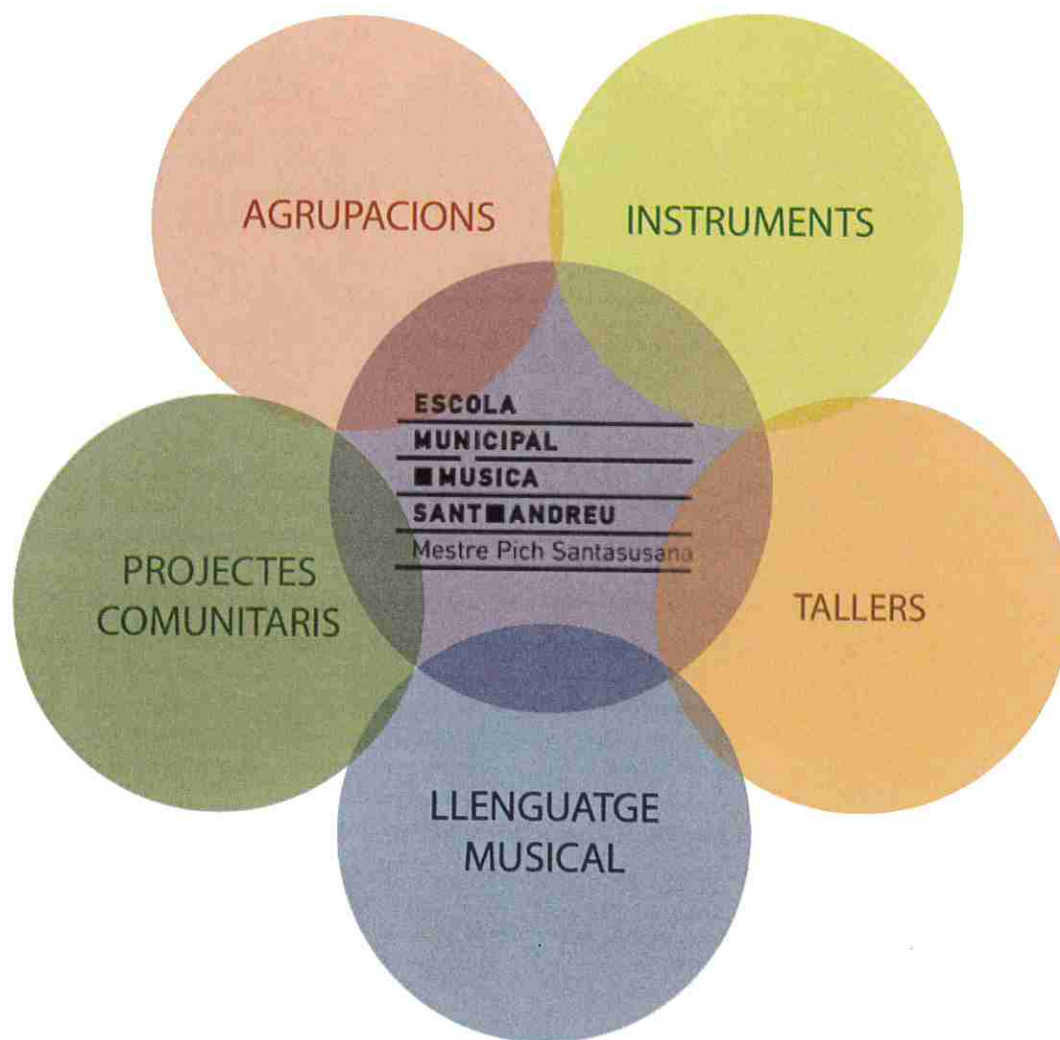 AGRUPACIONS
INSTRUMENTS
ESCOLA
MUNICIPAL
■MUSICA
SANT■ANDREU
Mestre Pich Santasusana
PROJECTES
COMUNITARIS
TALLERS
LLENGUATGE
MUSICAL